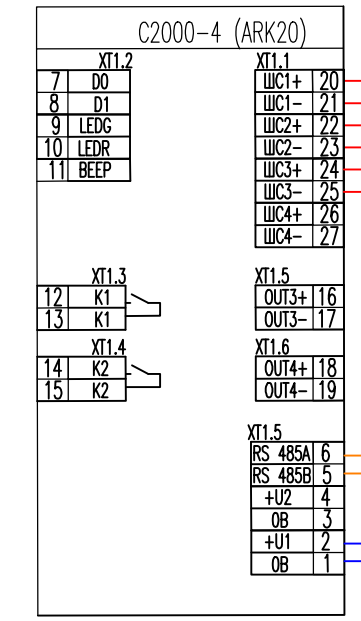 C2000-4 (ARK20)
XT1.2
7 D0
8 D1
9 LEDG
10 LEDR
11 BEEP
XT1.1
ШС1+ 20
ШС1- 21
ШС2+ 22
ШС2- 23
ШС3+ 24
ШС3- 25
ШС4+ 26
ШС4- 27
XT1.3
12 K1
13 K1
XT1.5
OUT3+ 16
OUT3- 17
XT1.4
14 K2
15 K2
XT1.6
OUT4+ 18
OUT4- 19
XT1.5
RS 485A 6
RS 485B 5
+U2 4
0В 3
+U1 2
0В 1